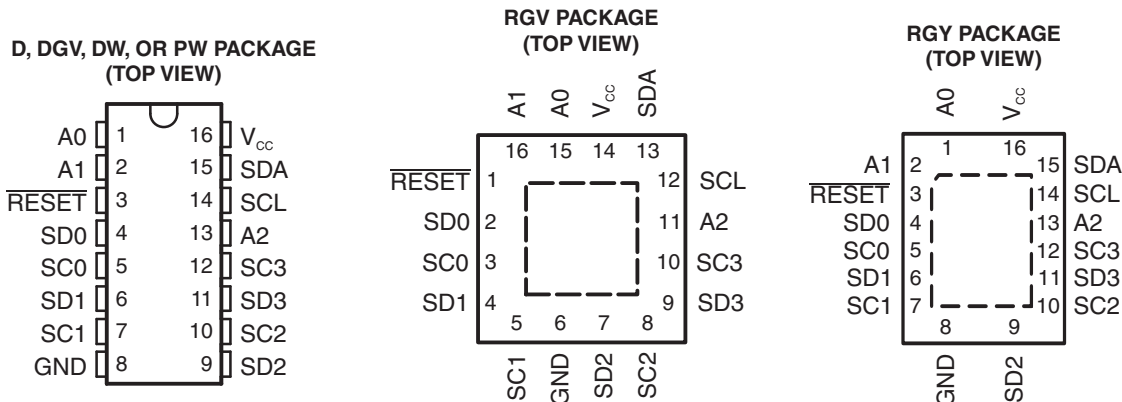 D, DGV, DW, OR PW PACKAGE
(TOP VIEW)
A0 1 16 VCC
A1 2 15 SDA
RESET 3 14 SCL
SD0 4 13 A2
SC0 5 12 SC3
SD1 6 11 SD3
SC1 7 10 SC2
GND 8 9 SD2
RGV PACKAGE
(TOP VIEW)
A1 A0 VCC SDA
16 15 14 13
RESET 1 12 SCL
SD0 2 11 A2
SC0 3 10 SC3
SD1 4 9 SD3
5 6 7 8
SC1 GND SD2 SC2
RGY PACKAGE
(TOP VIEW)
A0 VCC
1 16
A1 2 15 SDA
RESET 3 14 SCL
SD0 4 13 A2
SC0 5 12 SC3
SD1 6 11 SD3
SC1 7 10 SC2
8 9
GND SD2